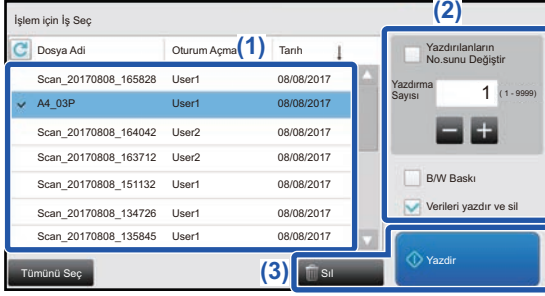 İşlem için İş Seç
(2)
Dosya Adi Oturum Açma (1) Tarıh
Scan_20170808_165828 User1 08/08/2017
A4_03P User1 08/08/2017
Scan_20170808_164042 User2 08/08/2017
Scan_20170808_163712 User2 08/08/2017
Scan_20170808_151132 User1 08/08/2017
Scan_20170808_134726 User1 08/08/2017
Scan_20170808_135845 User1 08/08/2017
Yazdırılanların
No.sunu Değiştir
Yazdırma
Sayısı 1 ( 1 - 9999)
B/W Baskı
Verileri yazdır ve sil
Tümünü Seç
(3)
Sıl
Yazdir